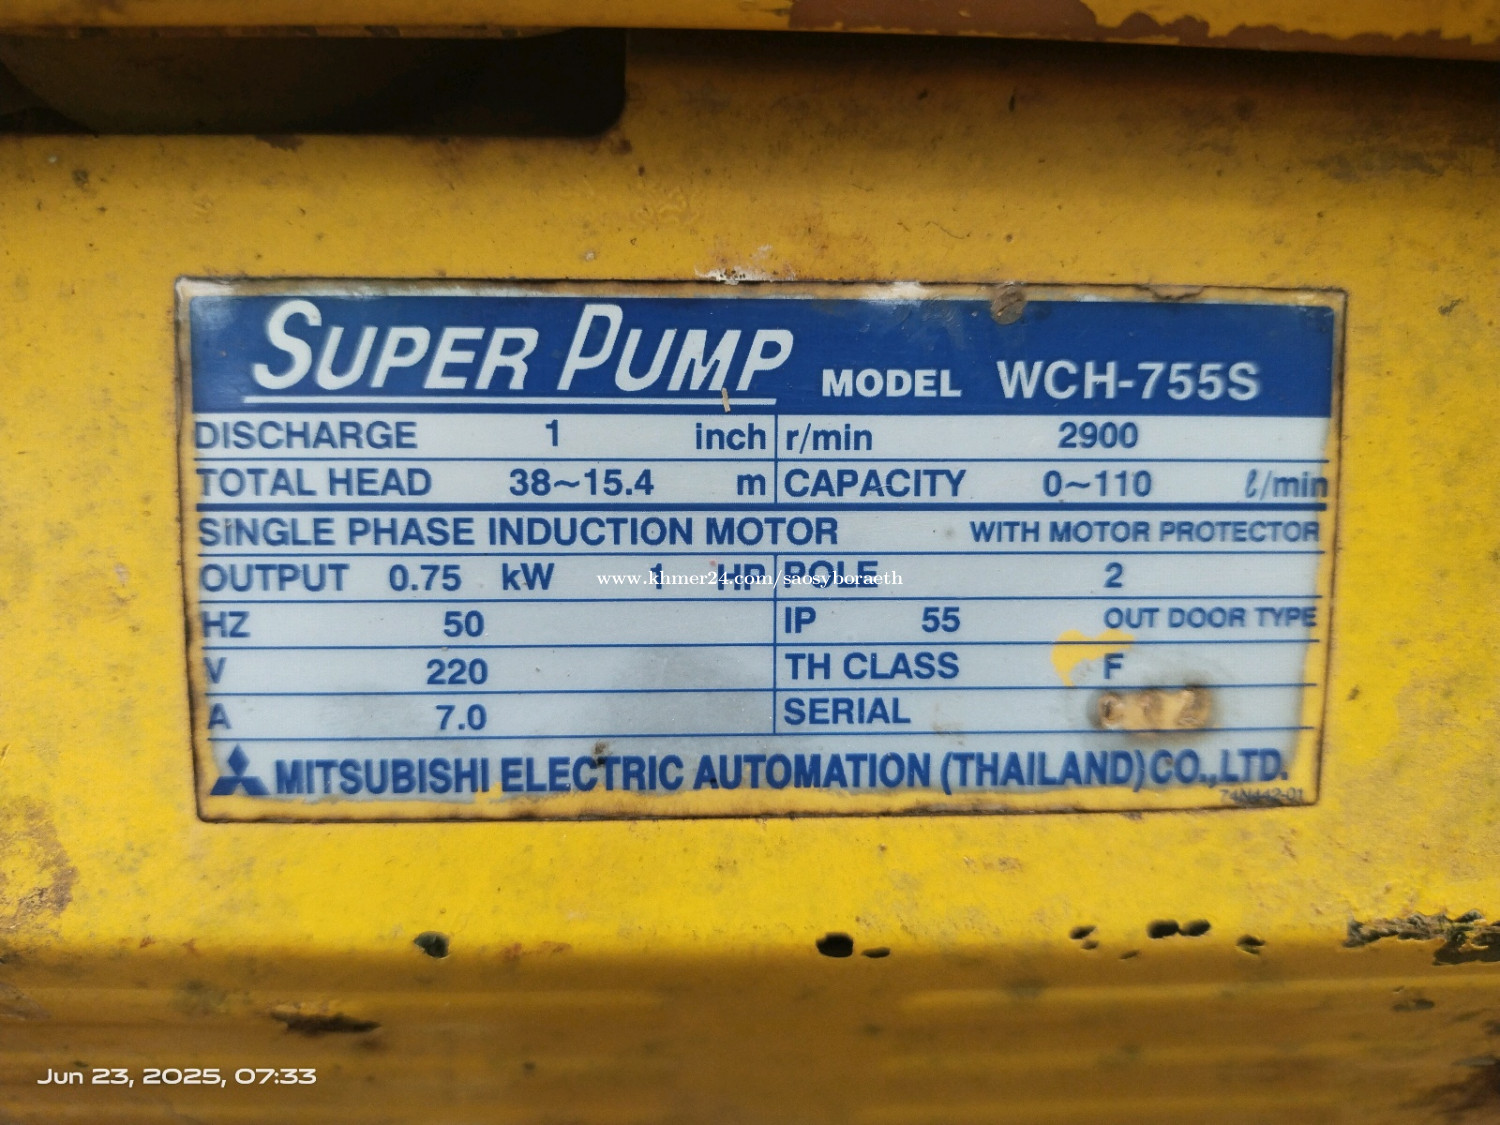 SUPER PUMP MODEL WCH-755S
DISCHARGE 1 inch r/min 2900
TOTAL HEAD 38~15.4 m CAPACITY 0~110 ℓ/min
SINGLE PHASE INDUCTION MOTOR WITH MOTOR PROTECTOR
OUTPUT 0.75 kW 1 HP POLE 2
www.khmer24.com/saosyboraeth
HZ 50 IP 55 OUT DOOR TYPE
V 220 TH CLASS F
A 7.0 SERIAL
MITSUBISHI ELECTRIC AUTOMATION (THAILAND) CO.,LTD.
74N442-01
Jun 23, 2025, 07:33